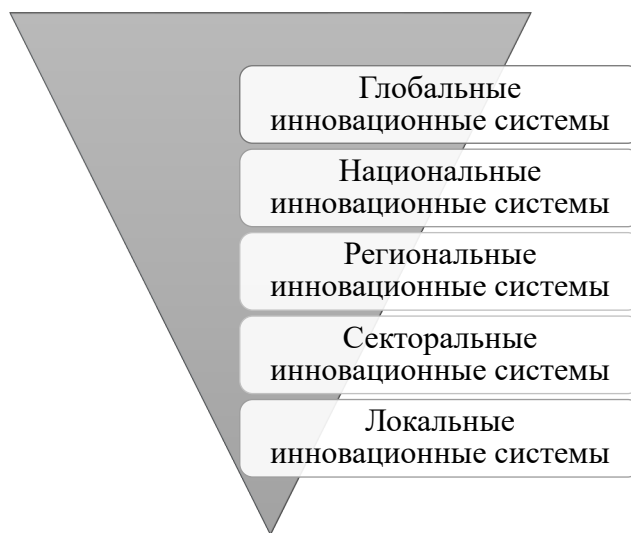 Глобальные
инновационные системы
Национальные
инновационные системы
Региональные
инновационные системы
Секторальные
инновационные системы
Локальные
инновационные системы